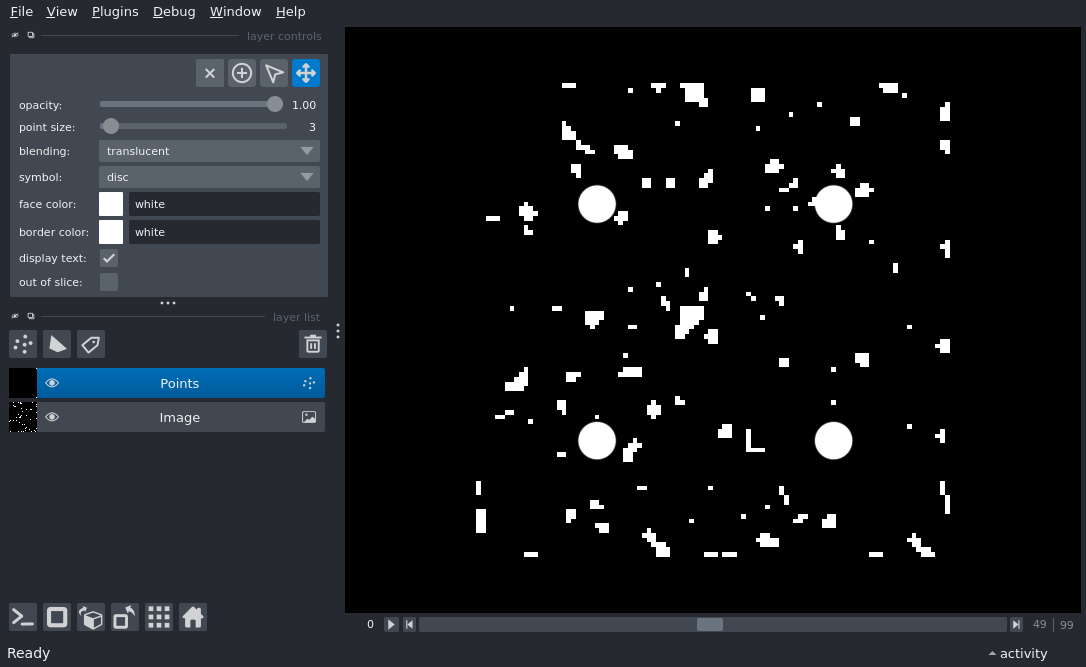 File View Plugins Debug Window Help
layer controls
opacity: 1.00
point size: 3
blending: translucent
symbol: disc
face color: white
border color: white
display text:
out of slice:
layer list
Points
Image
0 49 99
Ready activity